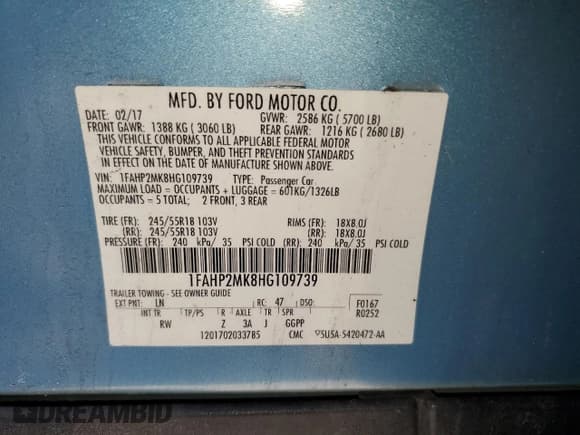 MFD. BY FORD MOTOR CO.
DATE: 02/17 GVWR: 2586 KG ( 5700 LB)
FRONT GAWR: 1388 KG ( 3060 LB) REAR GAWR: 1216 KG ( 2680 LB)
THIS VEHICLE CONFORMS TO ALL APPLICABLE FEDERAL MOTOR
VEHICLE SAFETY, BUMPER, AND THEFT PREVENTION STANDARDS
IN EFFECT ON THE DATE OF MANUFACTURE SHOWN ABOVE.
VIN: 1FAHP2MK8HG109739 TYPE: Passenger Car
MAXIMUM LOAD = OCCUPANTS + LUGGAGE = 601KG/1326LB
OCCUPANTS = 5 TOTAL: 2 FRONT, 3 REAR
TIRE (FR): 245/55R18 103V RIMS (FR): 18X8.0J
(RR): 245/55R18 103V (RR): 18X8.0J
PRESSURE (FR): 240 kPa/ 35 PSI COLD (RR): 240 kPa/ 35 PSI COLD
1FAHP2MK8HG109739
TRAILER TOWING - SEE OWNER GUIDE
EXT PNT: LN RC: 47 DSO: F0167
INT TR TP/PS R AXLE TR SPR R0252
RW Z 3A J GGPP
12017020337B5 CMC 5U5A-5420472-AA
DREAMBID